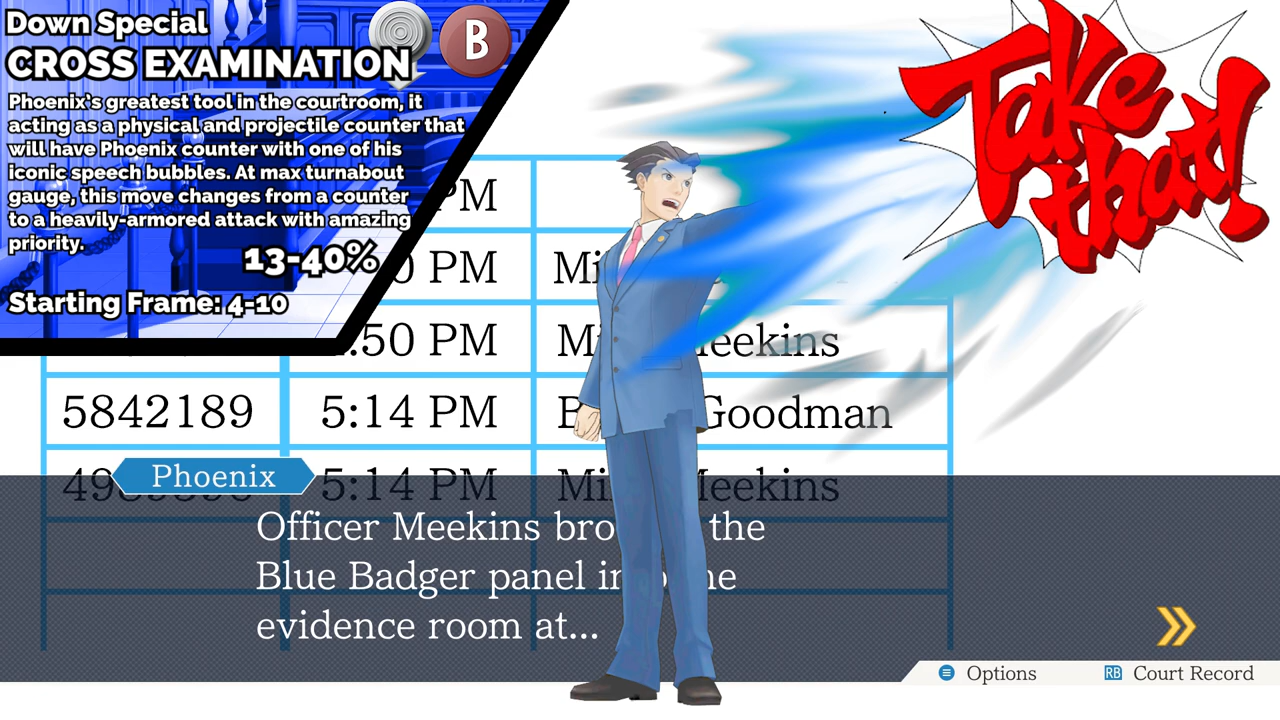 Down Special
CROSS EXAMINATION
B
Phoenix's greatest tool in the courtroom, it
acting as a physical and projectile counter that
will have Phoenix counter with one of his
iconic speech bubbles. At max turnabout
gauge, this move changes from a counter
to a heavily-armored attack with amazing
priority.
13-40%
Starting Frame: 4-10
Take
that!
PM
PM
50 PM
5842189 5:14 PM Goodman
5:14 PM
Phoenix
Officer Meekins the
Blue Badger panel
evidence room at...
Options
RB Court Record